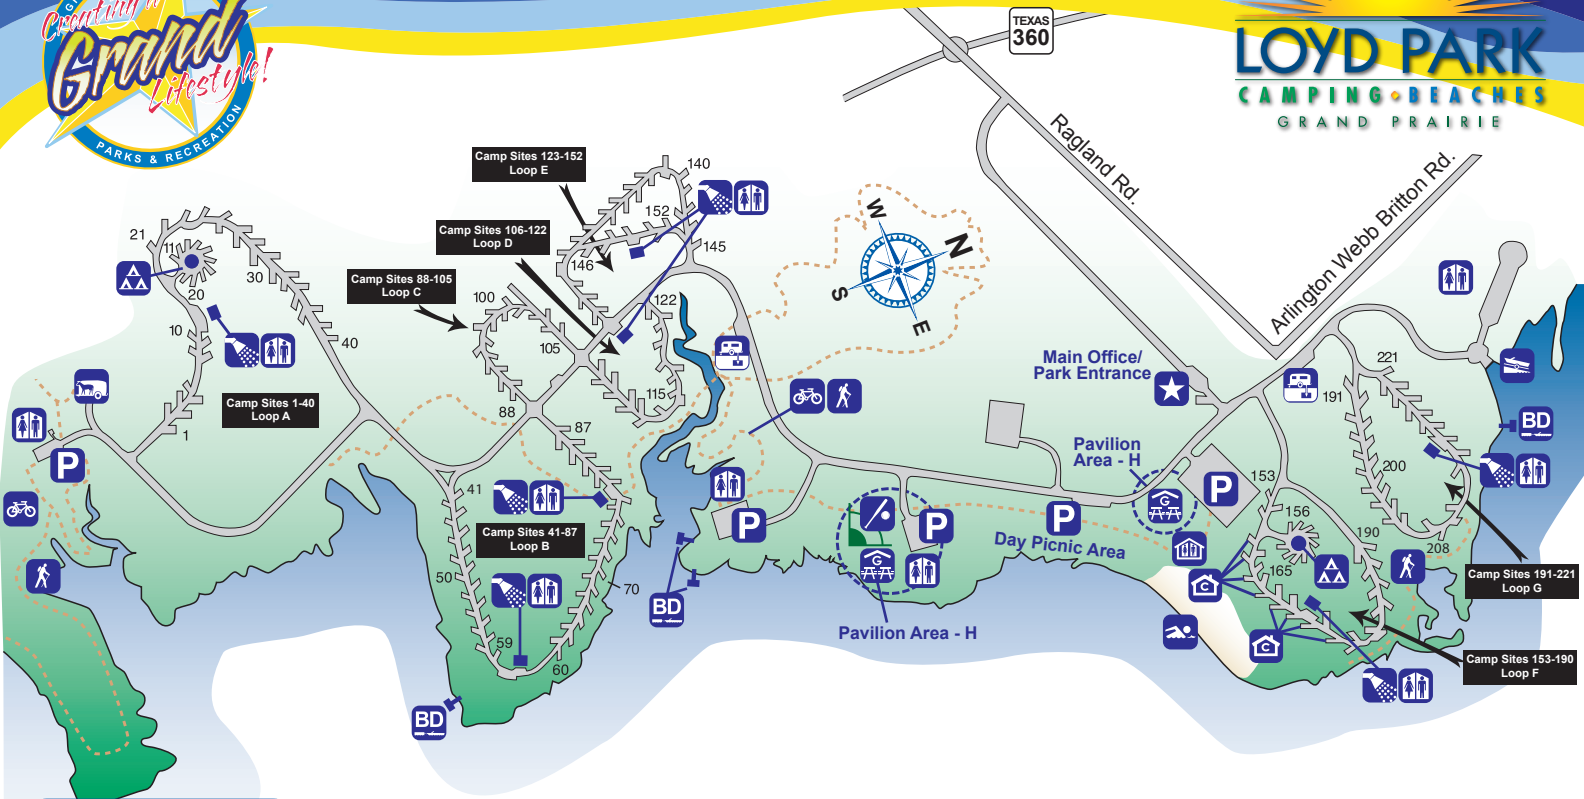 Creating a
Grand
Lifestyle!
PARKS & RECREATION
TEXAS
360
LOYD PARK
CAMPING • BEACHES
GRAND PRAIRIE
Ragland Rd.
Arlington Webb Britton Rd.
Camp Sites 123-152
Loop E
Camp Sites 106-122
Loop D
Camp Sites 88-105
Loop C
Camp Sites 1-40
Loop A
Camp Sites 41-87
Loop B
Camp Sites 191-221
Loop G
Camp Sites 153-190
Loop F
W
N
S
E
Main Office/
Park Entrance
Pavilion
Area - H
Pavilion Area - H
Day Picnic Area
21
11
20
30
10
40
1
140
152
145
146
100
122
105
115
88
87
41
50
59
60
70
221
191
200
208
153
156
165
190
P
P
P
P
P
G
G
C
C
BD
BD
BD